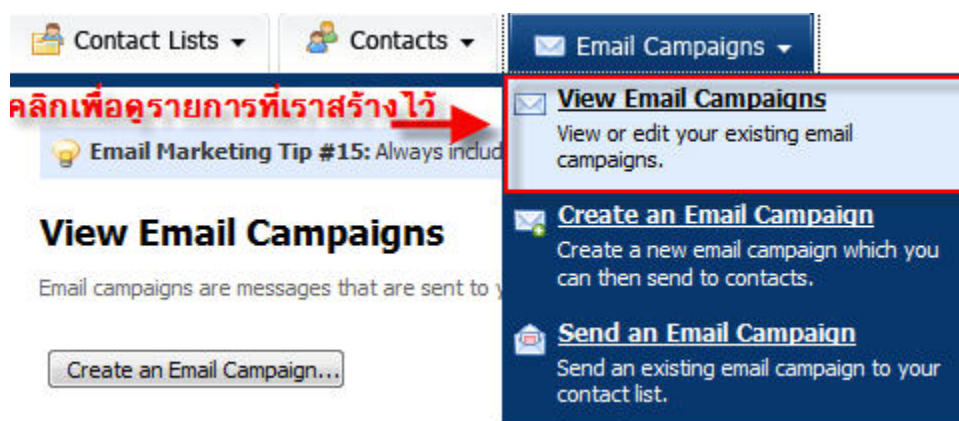 Contact Lists
Contacts
Email Campaigns
คลิกเพื่อดูรายการที่เราสร้างไว้
View Email Campaigns
View or edit your existing email
campaigns.
Email Marketing Tip #15: Always includ
View Email Campaigns
Email campaigns are messages that are sent to
Create an Email Campaign...
Create an Email Campaign
Create a new email campaign which you
can then send to contacts.
Send an Email Campaign
Send an existing email campaign to your
contact list.